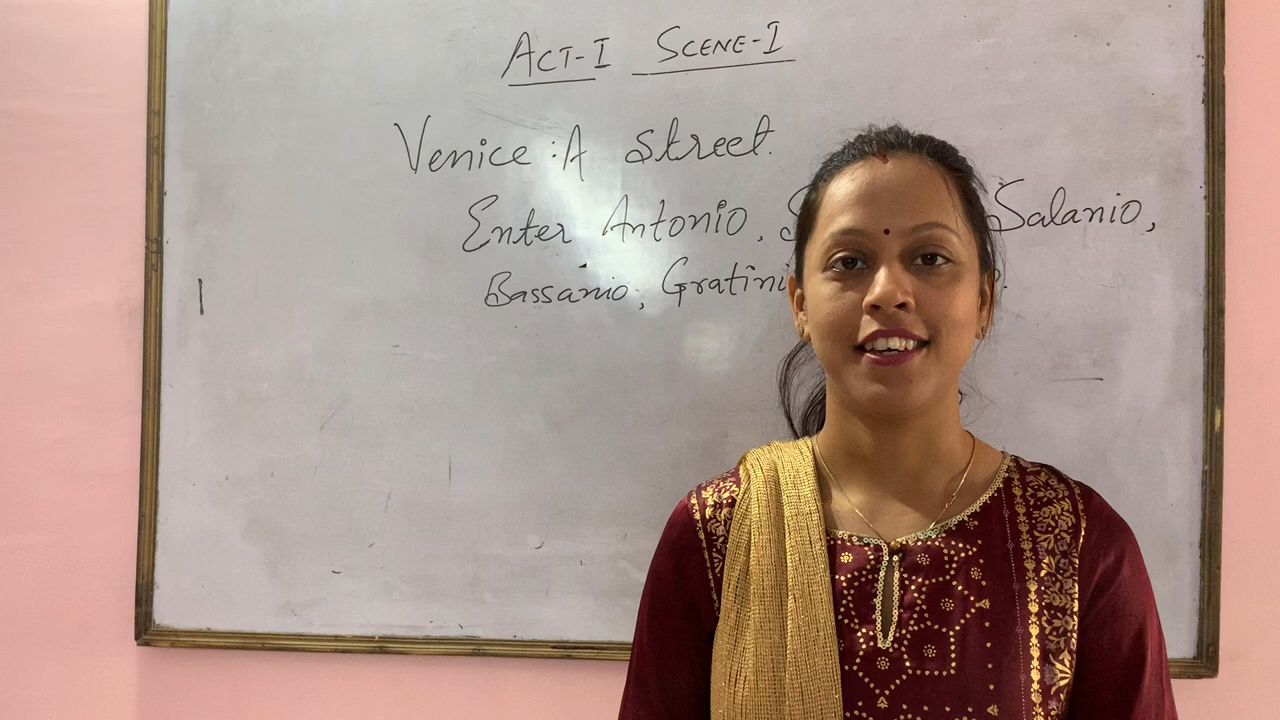 ACT-I SCENE-I
Venice : A Street.
Enter Antonio, Salanio,
Bassanio, Gratini